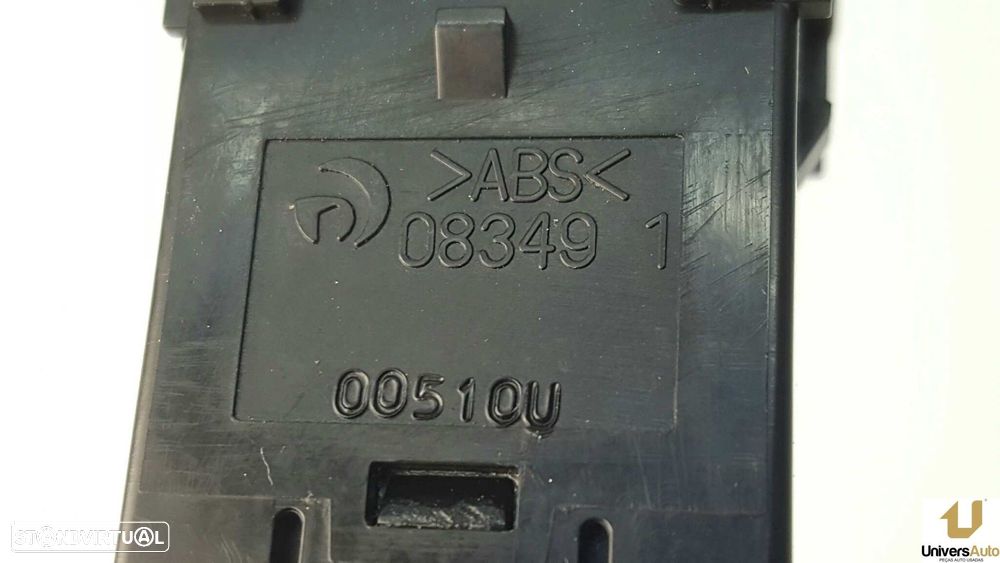 >ABS<
08349 1
00510U
STANDVIRTUAL
UniversAuto
PEÇAS AUTO USADAS